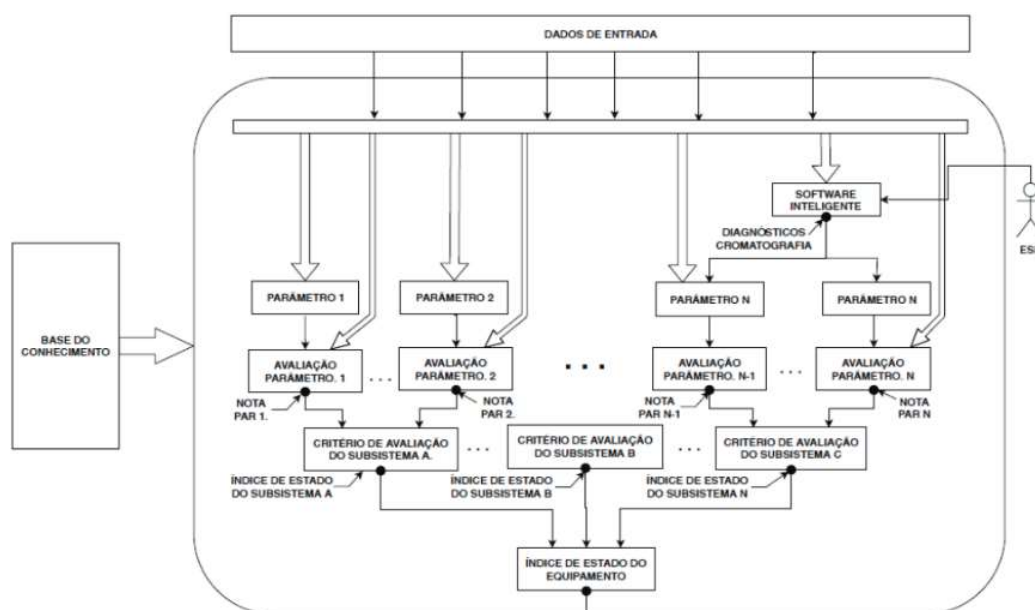 DADOS DE ENTRADA
SOFTWARE
INTELIGENTE
DIAGNÓSTICOS
CROMATOGRAFIA
PARÂMETRO 1
PARÂMETRO 2
PARÂMETRO N
PARÂMETRO N
BASE DO
CONHECIMENTO
AVALIAÇÃO
PARÂMETRO. 1
...
AVALIAÇÃO
PARÂMETRO. 2
...
AVALIAÇÃO
PARÂMETRO. N-1
...
AVALIAÇÃO
PARÂMETRO. N
NOTA
PAR 1.
NOTA
PAR 2.
NOTA
PAR N-1
NOTA
PAR N
CRITÉRIO DE AVALIAÇÃO
DO SUBSISTEMA A.
...
CRITÉRIO DE AVALIAÇÃO
DO SUBSISTEMA B
...
CRITÉRIO DE AVALIAÇÃO
DO SUBSISTEMA C
ÍNDICE DE ESTADO
DO SUBSISTEMA A
ÍNDICE DE ESTADO
DO SUBSISTEMA B
ÍNDICE DE ESTADO
DO SUBSISTEMA N
ÍNDICE DE ESTADO DO
EQUIPAMENTO